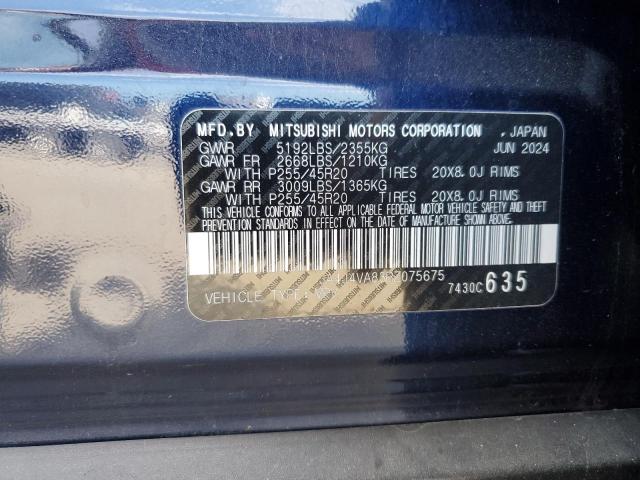 MFD.BY MITSUBISHI MOTORS CORPORATION , JAPAN
GVWR 5192LBS/2355KG JUN 2024
GAWR FR 2668LBS/1210KG
WITH P255/45R20 TIRES 20X8.0J RIMS
GAWR RR 3009LBS/1365KG
WITH P255/45R20 TIRES 20X8.0J RIMS
THIS VEHICLE CONFORMS TO ALL APPLICABLE FEDERAL MOTOR VEHICLE SAFETY AND THEFT
PREVENTION STANDARDS IN EFFECT ON THE DATE OF MANUFACTURE SHOWN ABOVE.
VEHICLE TYPE: 7430C 635